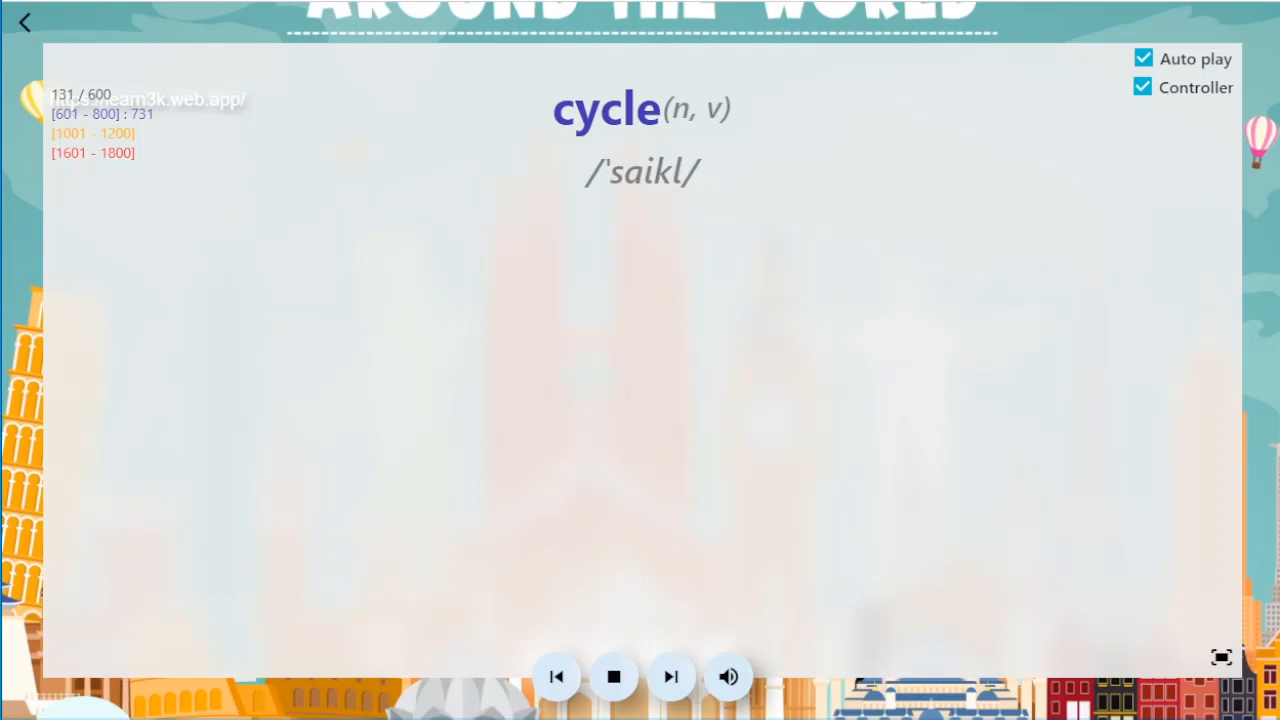 AROUND THE WORLD
Auto play
Controller
131 / 600
https://learn3k.web.app/
[601 - 800] : 731
[1001 - 1200]
[1601 - 1800]
cycle(n, v)
/'saikl/